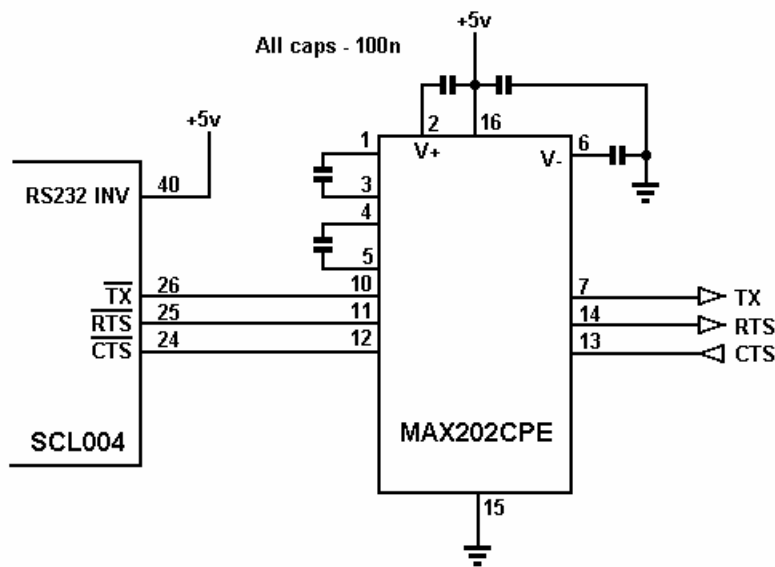 +5v
All caps - 100n
2 16
V+
6
V-
+5v
1
3
4
5
RS232 INV 40
TX 26 10 7 TX
RTS 25 11 14 RTS
CTS 24 12 13 CTS
SCL004
MAX202CPE
15